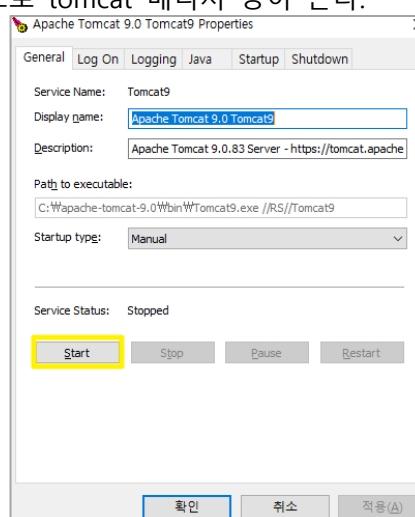 tomcat
Apache Tomcat 9.0 Tomcat9 Properties
General Log On Logging Java Startup Shutdown
Service Name: Tomcat9
Display name: Apache Tomcat 9.0 Tomcat9
Description: Apache Tomcat 9.0.83 Server - https://tomcat.apache
Path to executable:
C:₩apache-tomcat-9.0₩bin₩Tomcat9.exe //RS//Tomcat9
Startup type: Manual
Service Status: Stopped
Start Stop Pause Restart
확인 취소 적용(A)